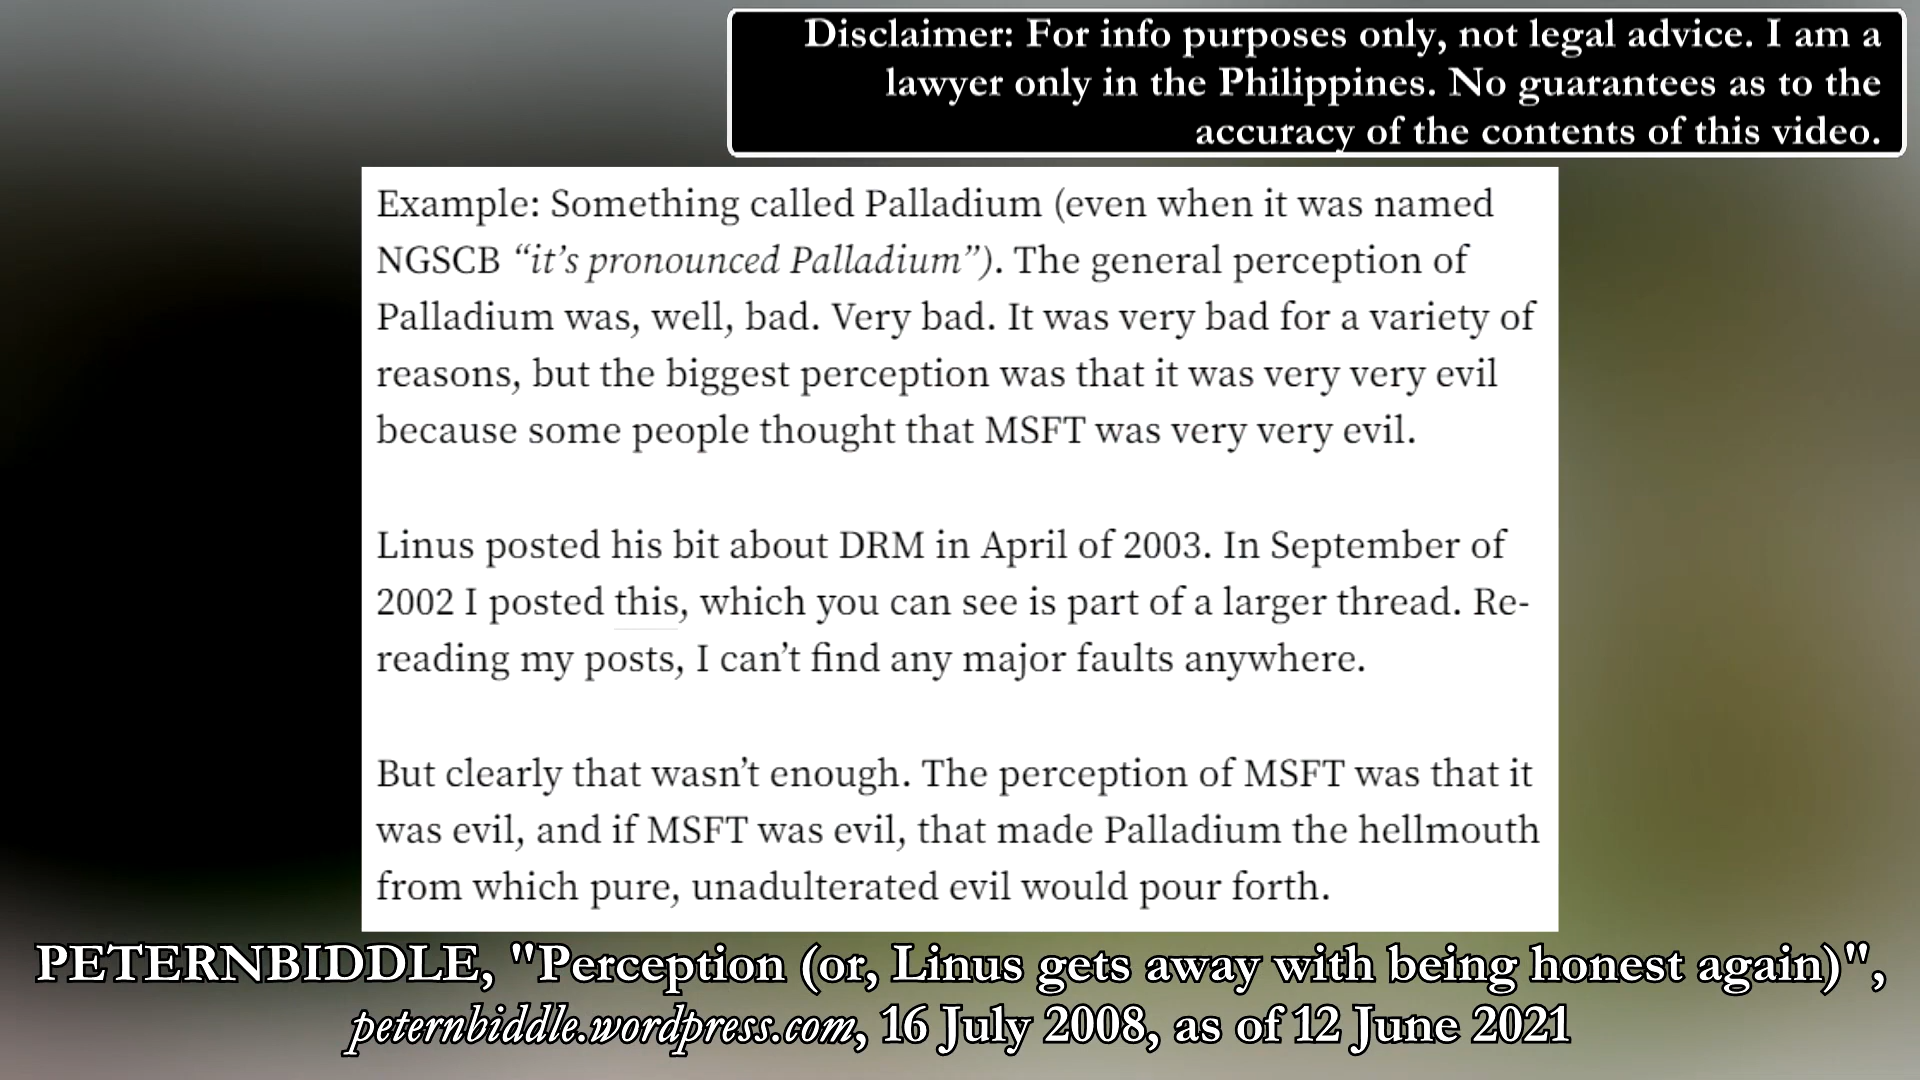 Disclaimer: For info purposes only, not legal advice. I am a
lawyer only in the Philippines. No guarantees as to the
accuracy of the contents of this video.
Example: Something called Palladium (even when it was named
NGSCB “it’s pronounced Palladium”). The general perception of
Palladium was, well, bad. Very bad. It was very bad for a variety of
reasons, but the biggest perception was that it was very very evil
because some people thought that MSFT was very very evil.
Linus posted his bit about DRM in April of 2003. In September of
2002 I posted this, which you can see is part of a larger thread. Re-
reading my posts, I can’t find any major faults anywhere.
But clearly that wasn’t enough. The perception of MSFT was that it
was evil, and if MSFT was evil, that made Palladium the hellmouth
from which pure, unadulterated evil would pour forth.
PETERNBIDDLE, "Perception (or, Linus gets away with being honest again)",
peternbiddle.wordpress.com, 16 July 2008, as of 12 June 2021